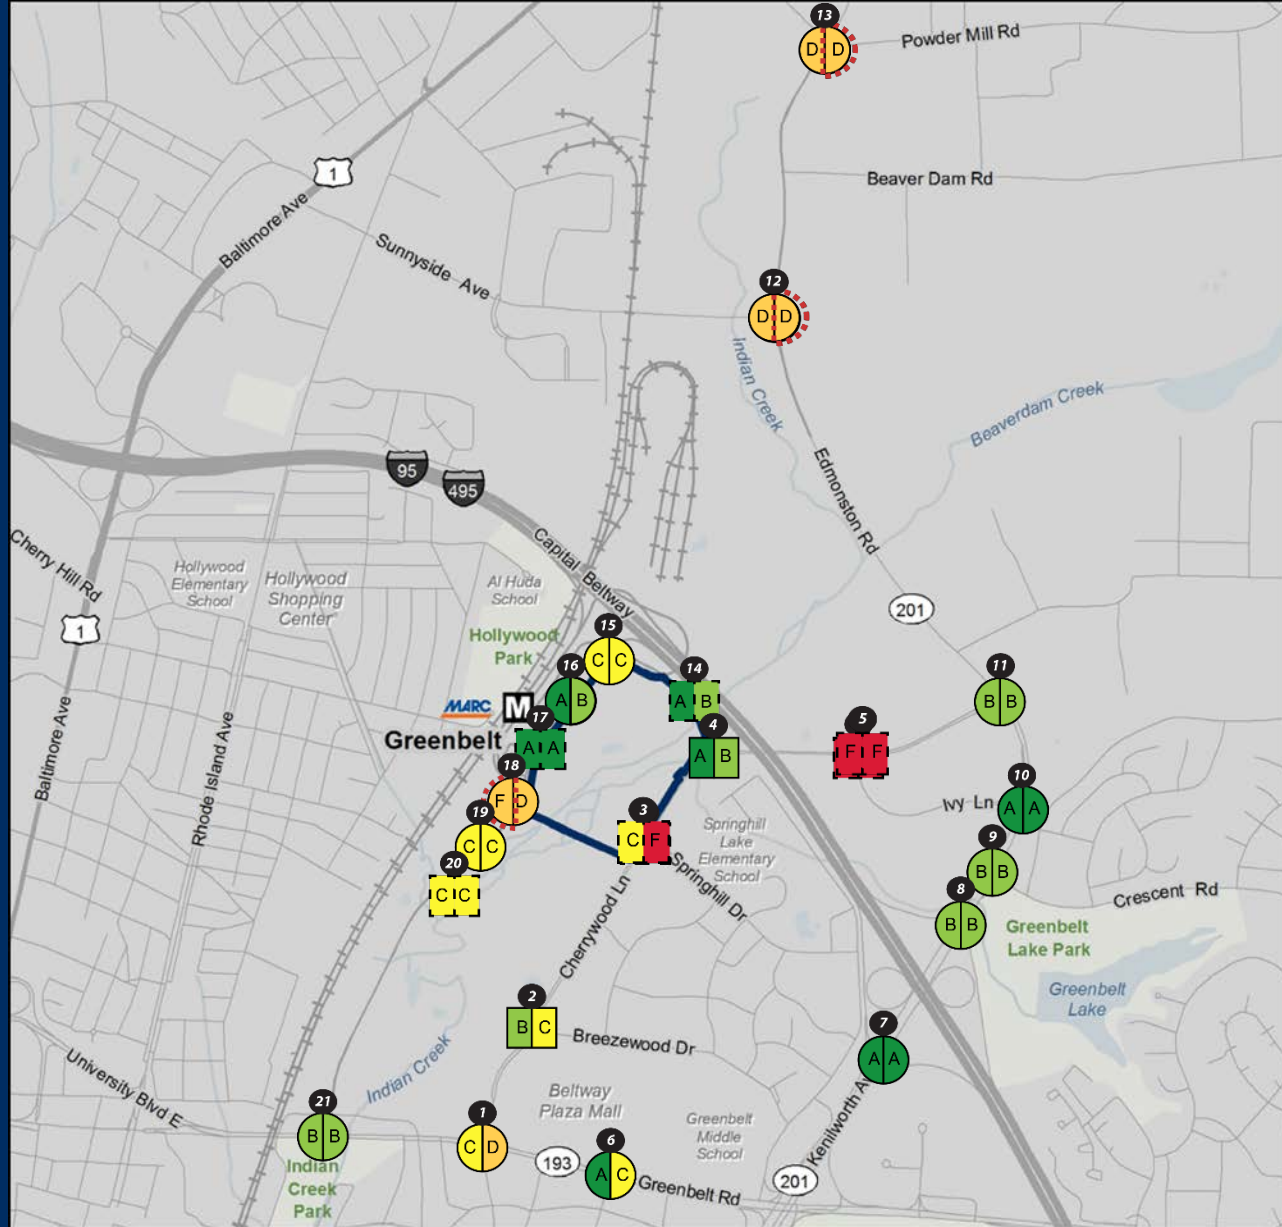 13
D D
Powder Mill Rd
1
Beaver Dam Rd
Baltimore Ave
Sunnyside Ave
12
D D
Indian Creek
Beaverdam Creek
95
495
Edmonston Rd
Capital Beltway
Cherry Hill Rd
Hollywood
Elementary
School
Hollywood
Shopping
Center
Al Huda
School
201
1
Hollywood
Park
15
C C
16
A B
14
A B
11
B B
MARC
M
Greenbelt
17
A A
4
A B
5
F F
Baltimore Ave
Rhode Island Ave
18
F D
10
A A
Ivy Ln
3
C F
19
C C
Springhill
Lake
Elementary
School
9
B B
20
C C
Springhill Dr
8
B B
Crescent Rd
Cherrywood Ln
Greenbelt
Lake Park
Greenbelt
Lake
2
B C
Breezewood Dr
7
A A
University Blvd E
Indian Creek
Beltway
Plaza Mall
Greenbelt
Middle
School
Kenilworth Av
21
B B
1
C D
6
A C
193
201
Greenbelt Rd
Indian
Creek
Park